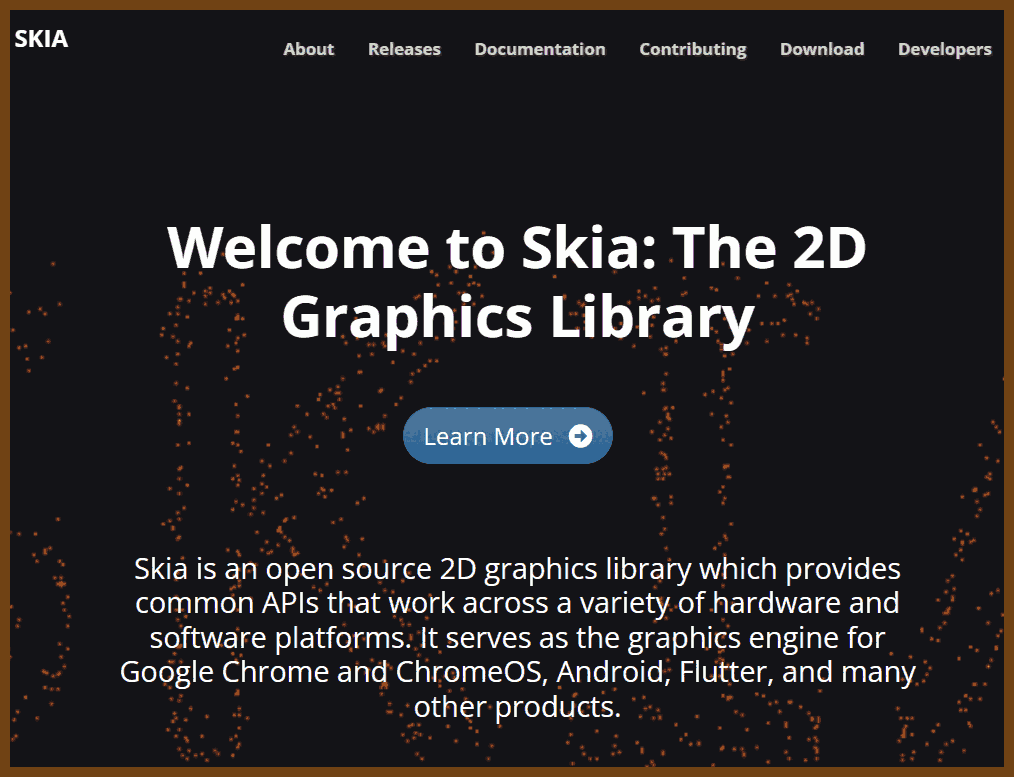 SKIA
About Releases Documentation Contributing Download Developers
Welcome to Skia: The 2D
Graphics Library
Learn More
Skia is an open source 2D graphics library which provides
common APIs that work across a variety of hardware and
software platforms. It serves as the graphics engine for
Google Chrome and ChromeOS, Android, Flutter, and many
other products.